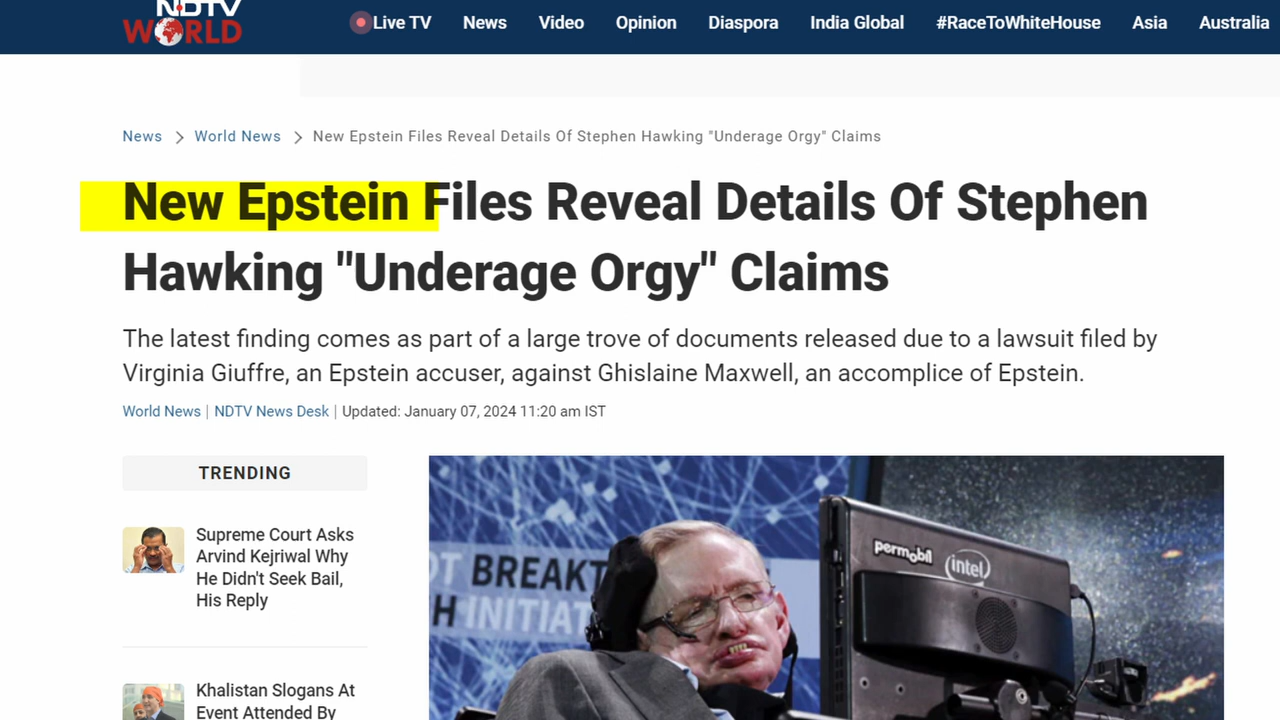 NDTV
WORLD
Live TV News Video Opinion Diaspora India Global #RaceToWhiteHouse Asia Australia
News > World News > New Epstein Files Reveal Details Of Stephen Hawking "Underage Orgy" Claims
New Epstein Files Reveal Details Of Stephen
Hawking "Underage Orgy" Claims
The latest finding comes as part of a large trove of documents released due to a lawsuit filed by
Virginia Giuffre, an Epstein accuser, against Ghislaine Maxwell, an accomplice of Epstein.
World News | NDTV News Desk | Updated: January 07, 2024 11:20 am IST
TRENDING
Supreme Court Asks
Arvind Kejriwal Why
He Didn't Seek Bail,
His Reply
Khalistan Slogans At
Event Attended By
OT BREAKT
H INITIAT
permobil
intel